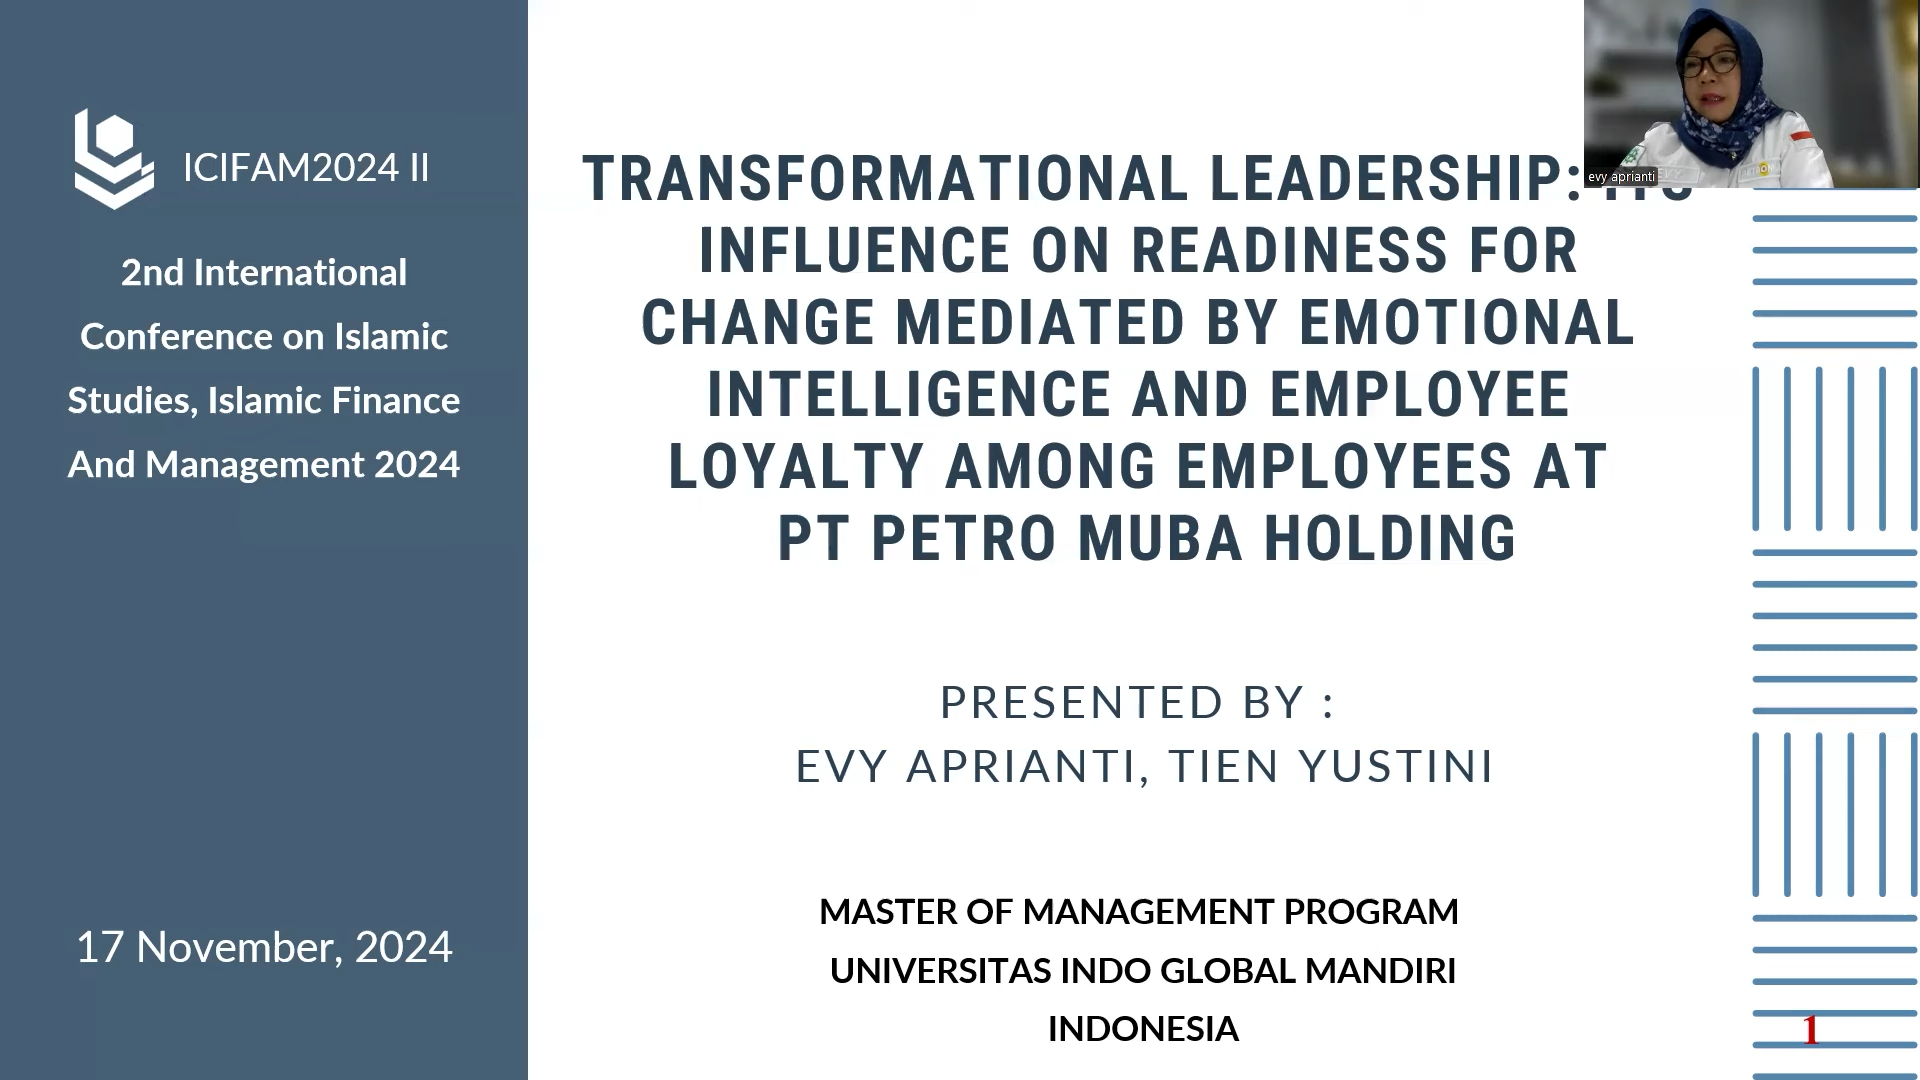 ICIFAM2024 II
2nd International
Conference on Islamic
Studies, Islamic Finance
And Management 2024
17 November, 2024
TRANSFORMATIONAL LEADERSHIP: ITS
INFLUENCE ON READINESS FOR
CHANGE MEDIATED BY EMOTIONAL
INTELLIGENCE AND EMPLOYEE
LOYALTY AMONG EMPLOYEES AT
PT PETRO MUBA HOLDING
PRESENTED BY :
EVY APRIANTI, TIEN YUSTINI
MASTER OF MANAGEMENT PROGRAM
UNIVERSITAS INDO GLOBAL MANDIRI
INDONESIA
1
evy aprianti